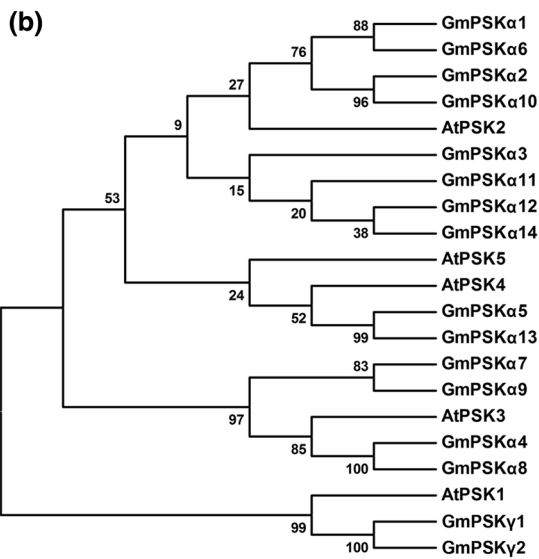 (b)
88 GmPSKα1
GmPSKα6
76
GmPSKα2
96 GmPSKα10
27
AtPSK2
9
GmPSKα3
15
GmPSKα11
20
GmPSKα12
38 GmPSKα14
53
AtPSK5
24
AtPSK4
52
GmPSKα5
99 GmPSKα13
83 GmPSKα7
GmPSKα9
97
AtPSK3
85
GmPSKα4
100 GmPSKα8
AtPSK1
99
GmPSKγ1
100 GmPSKγ2